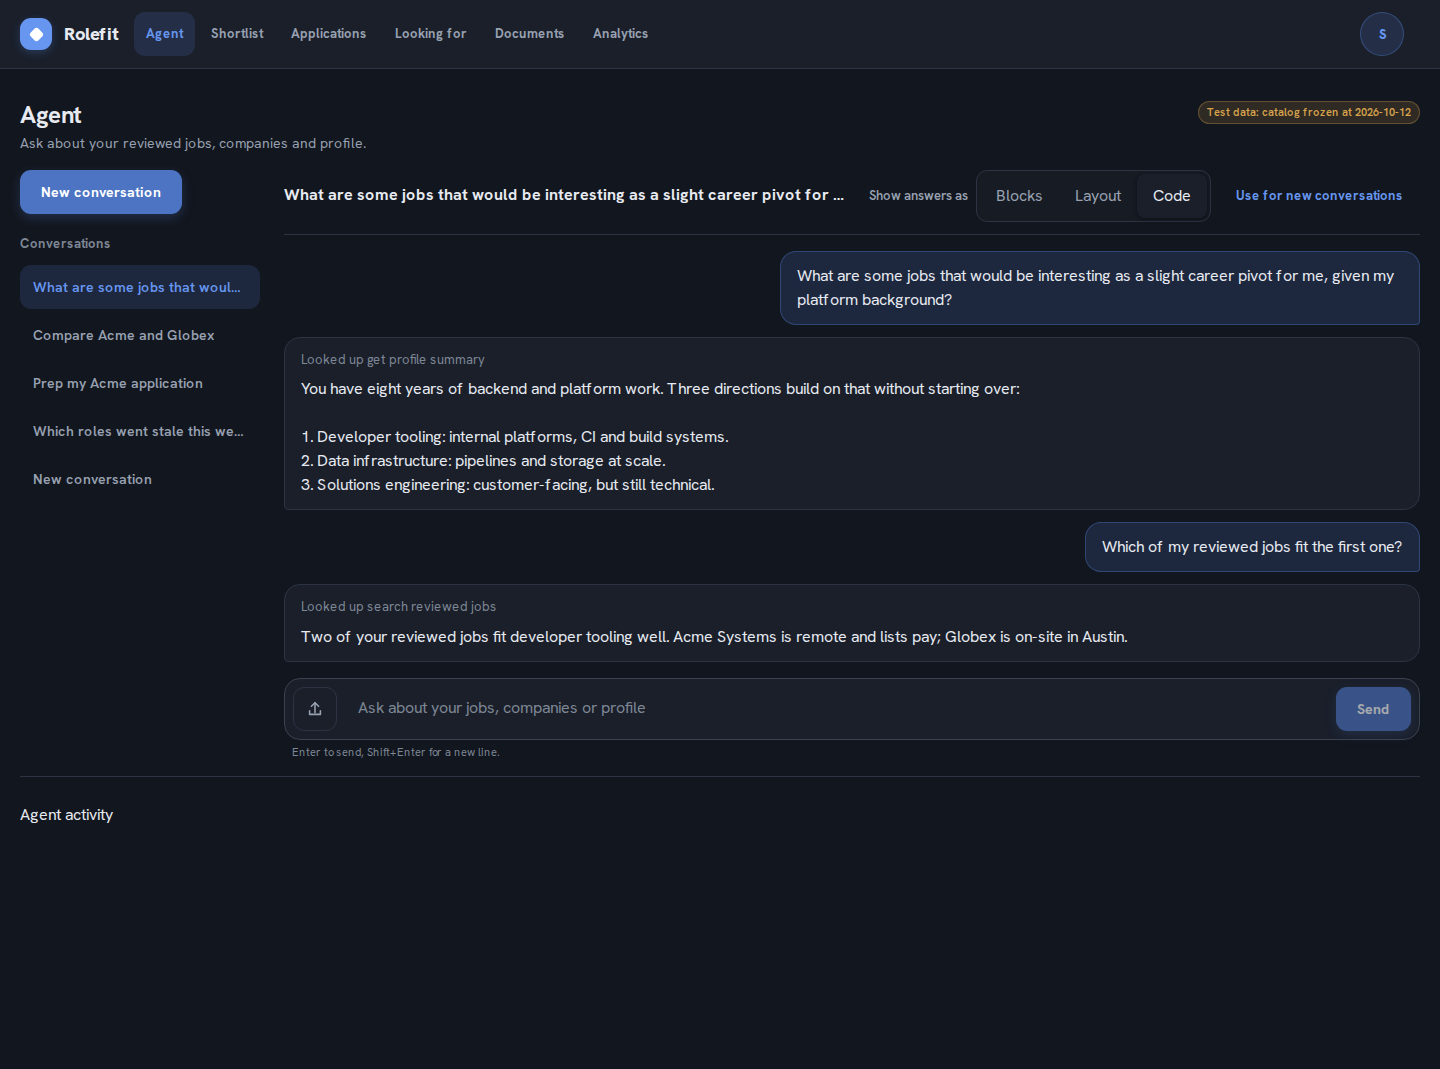 Rolefit
Agent
Shortlist
Applications
Looking for
Documents
Analytics
S
Agent
Test data: catalog frozen at 2026-10-12
Ask about your reviewed jobs, companies and profile.
New conversation
Conversations
What are some jobs that woul...
Compare Acme and Globex
Prep my Acme application
Which roles went stale this we...
New conversation
What are some jobs that would be interesting as a slight career pivot for ...
Show answers as
Blocks
Layout
Code
Use for new conversations
What are some jobs that would be interesting as a slight career pivot for me, given my
platform background?
Looked up get profile summary
You have eight years of backend and platform work. Three directions build on that without starting over:
1. Developer tooling: internal platforms, CI and build systems.
2. Data infrastructure: pipelines and storage at scale.
3. Solutions engineering: customer-facing, but still technical.
Which of my reviewed jobs fit the first one?
Looked up search reviewed jobs
Two of your reviewed jobs fit developer tooling well. Acme Systems is remote and lists pay; Globex is on-site in Austin.
Ask about your jobs, companies or profile
Send
Enter to send, Shift+Enter for a new line.
Agent activity